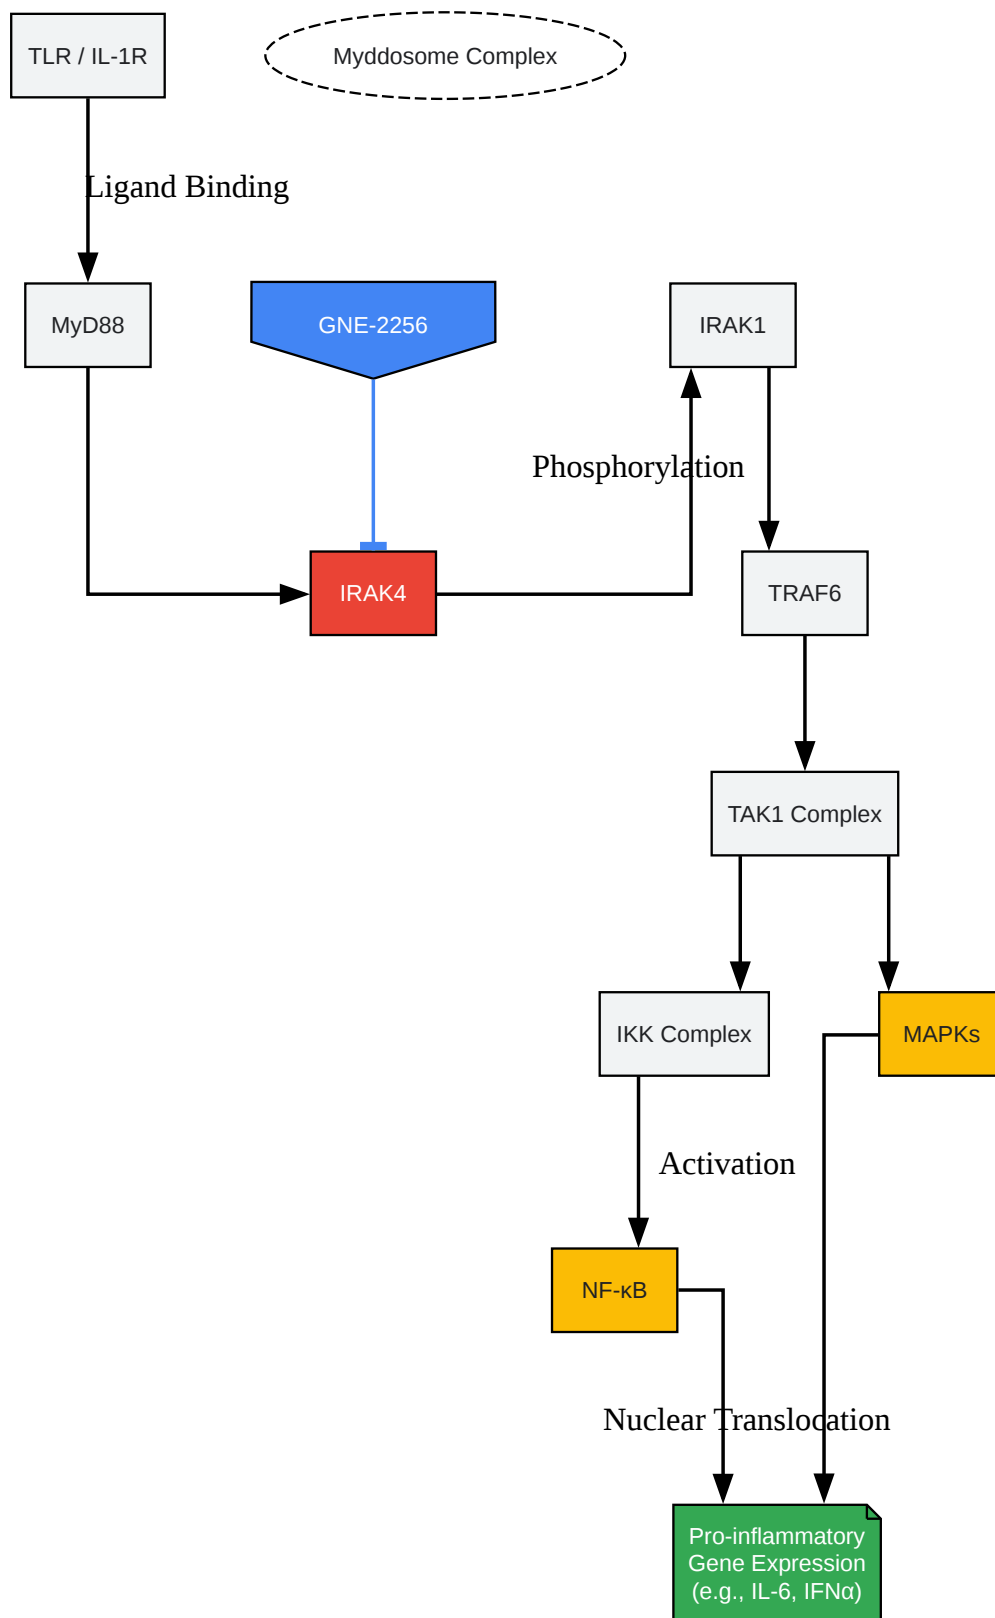 TLR / IL-1R
Myddosome Complex
Ligand Binding
MyD88
GNE-2256
IRAK1
Phosphorylation
IRAK4
TRAF6
TAK1 Complex
IKK Complex
MAPKs
Activation
NF-κB
Nuclear Translocation
Pro-inflammatory
Gene Expression
(e.g., IL-6, IFNα)